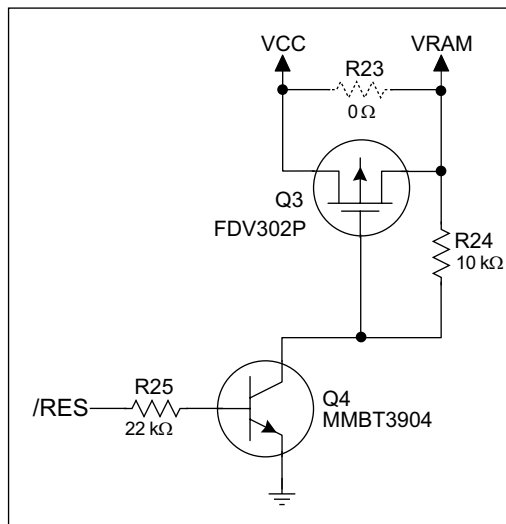 VCC
VRAM
R23
0 Ω
Q3
FDV302P
R24
10 kΩ
R25
/RES
22 kΩ
Q4
MMBT3904